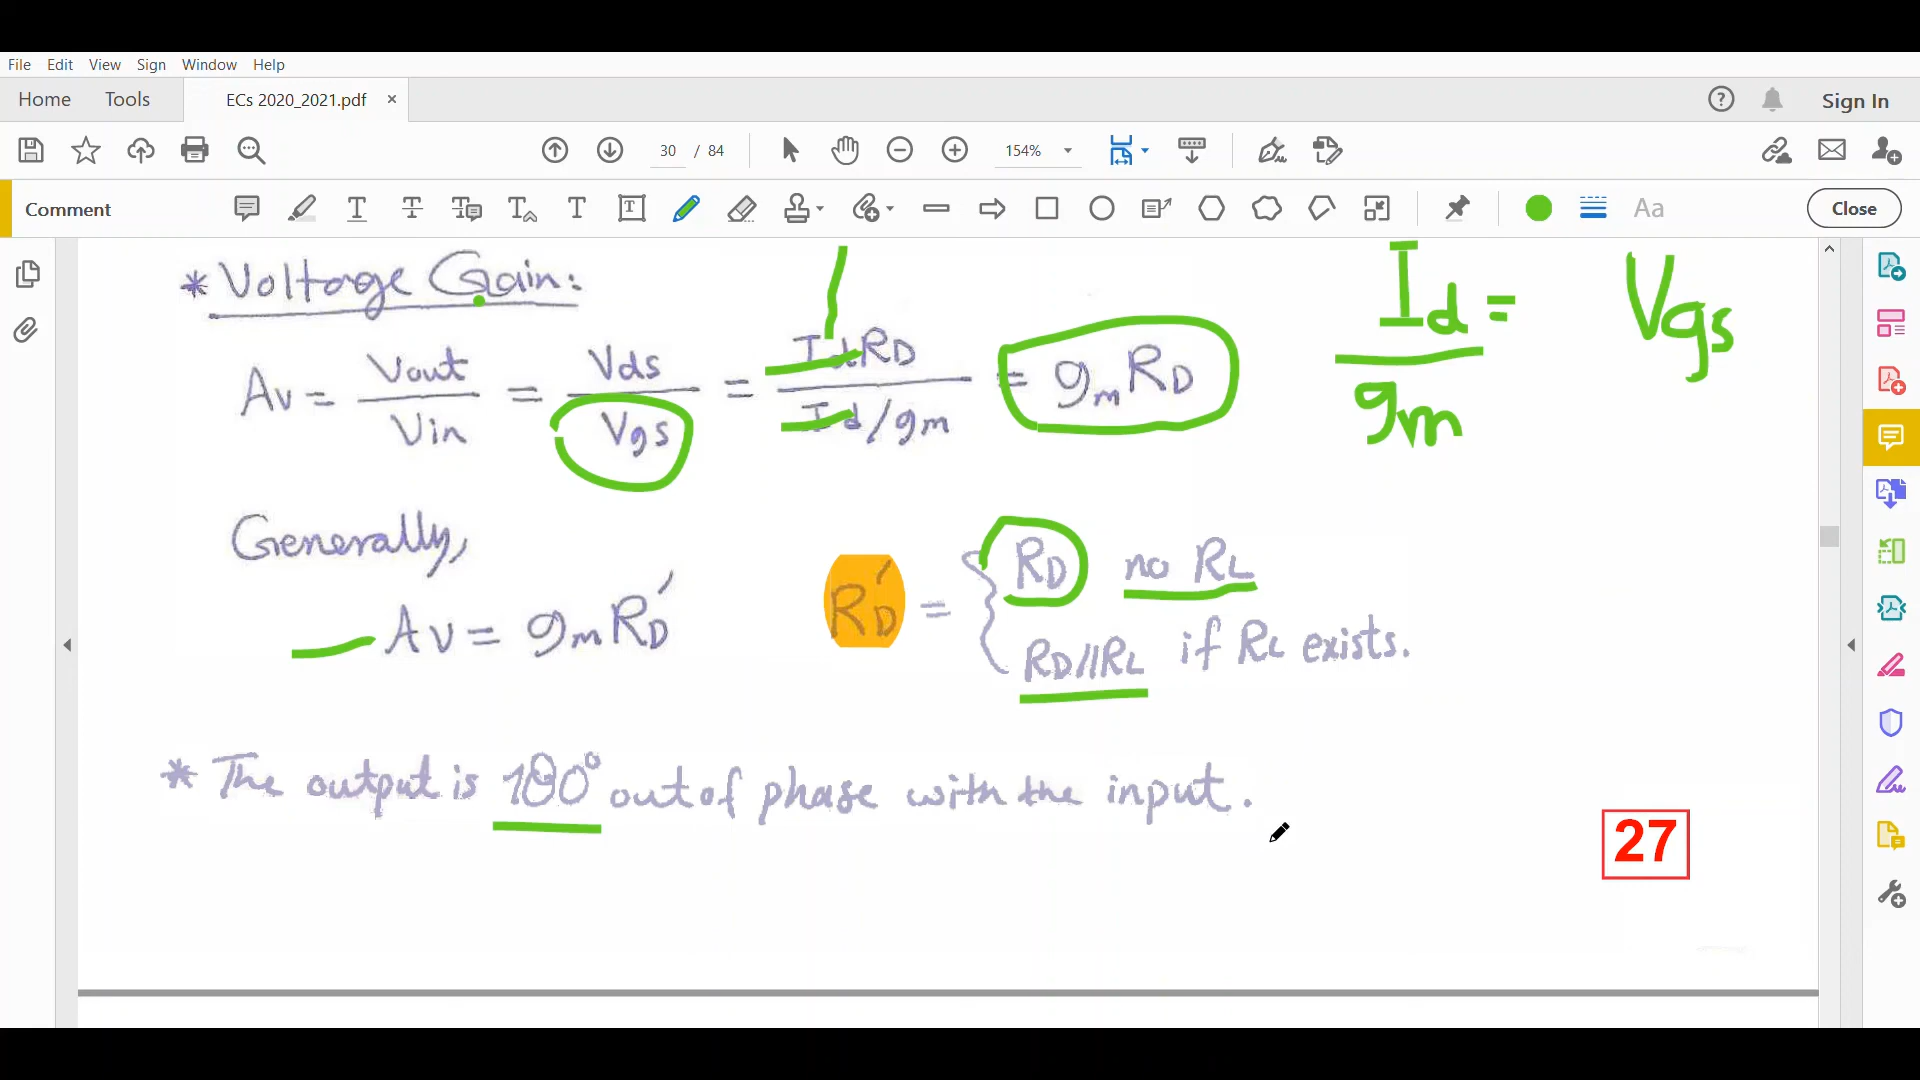 File Edit View Sign Window Help
Home Tools ECs 2020_2021.pdf × Sign In
30 / 84 154%
Comment Aa Close
* Voltage Gain:
Av = Vout / Vin = Vds / Vgs = IdRD / Id/gm = gmRD
Id / gm = Vgs
Generally,
Av = gmRD′
RD′ = { RD no RL
RD//RL if RL exists.
* The output is 180° out of phase with the input.
27